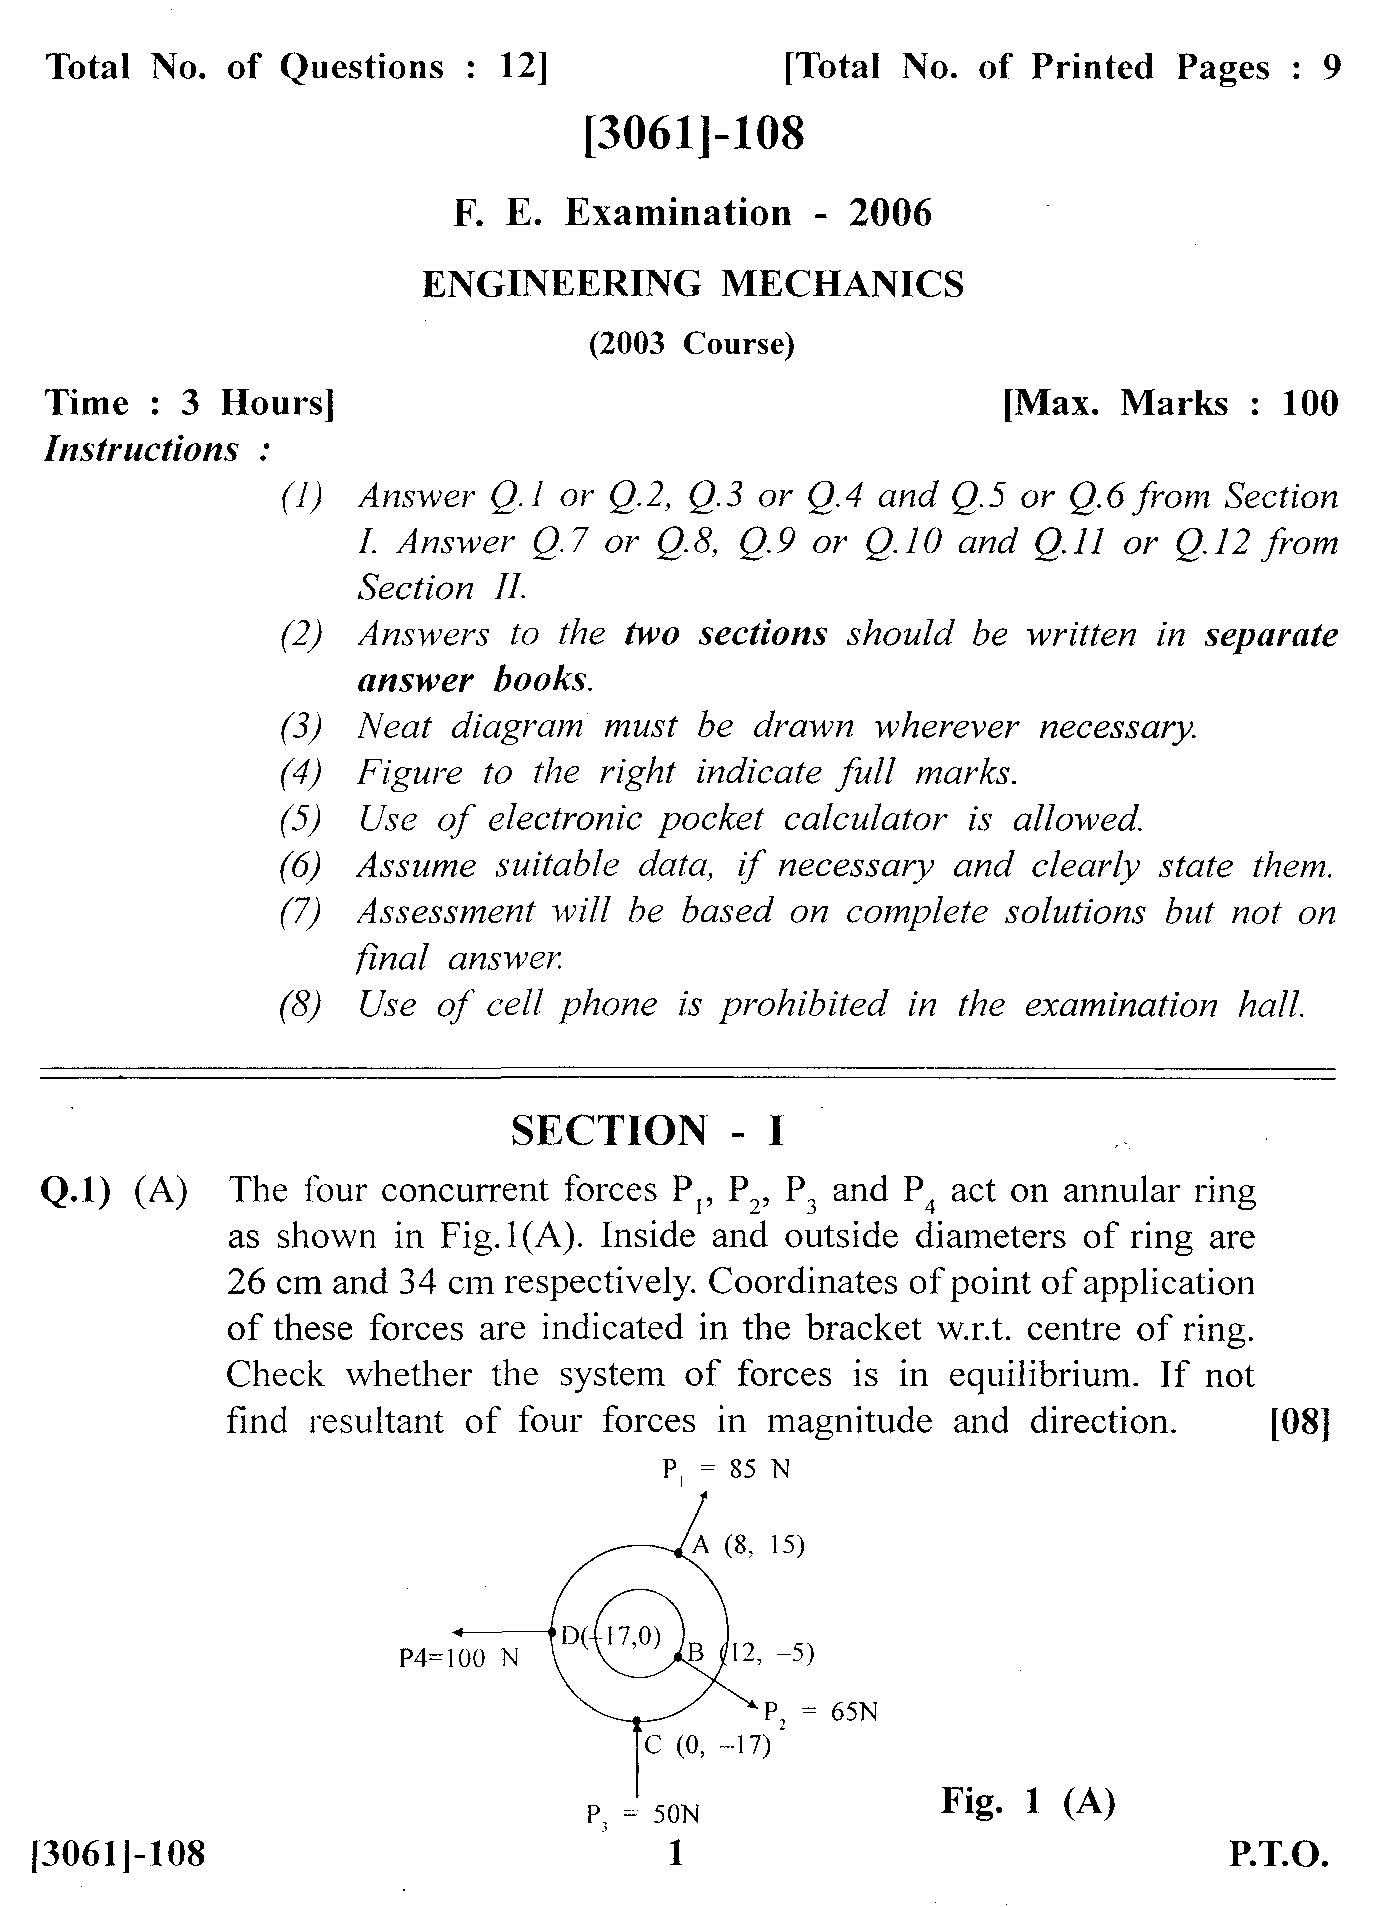 Total No. of Questions : 12] [Total No. of Printed Pages : 9
[3061]-108
F. E. Examination - 2006
ENGINEERING MECHANICS
(2003 Course)
Time : 3 Hours] [Max. Marks : 100
Instructions :
(1) Answer Q.1 or Q.2, Q.3 or Q.4 and Q.5 or Q.6 from Section
I. Answer Q.7 or Q.8, Q.9 or Q.10 and Q.11 or Q.12 from
Section II.
(2) Answers to the two sections should be written in separate
answer books.
(3) Neat diagram must be drawn wherever necessary.
(4) Figure to the right indicate full marks.
(5) Use of electronic pocket calculator is allowed.
(6) Assume suitable data, if necessary and clearly state them.
(7) Assessment will be based on complete solutions but not on
final answer.
(8) Use of cell phone is prohibited in the examination hall.
SECTION - I
Q.1) (A) The four concurrent forces P₁, P₂, P₃ and P₄ act on annular ring
as shown in Fig.1(A). Inside and outside diameters of ring are
26 cm and 34 cm respectively. Coordinates of point of application
of these forces are indicated in the bracket w.r.t. centre of ring.
Check whether the system of forces is in equilibrium. If not
find resultant of four forces in magnitude and direction. [08]
P₁ = 85 N
A (8, 15)
D(-17,0)
B (12, -5)
P4=100 N
P₂ = 65N
C (0, -17)
P₃ = 50N
Fig. 1 (A)
[3061]-108 1 P.T.O.